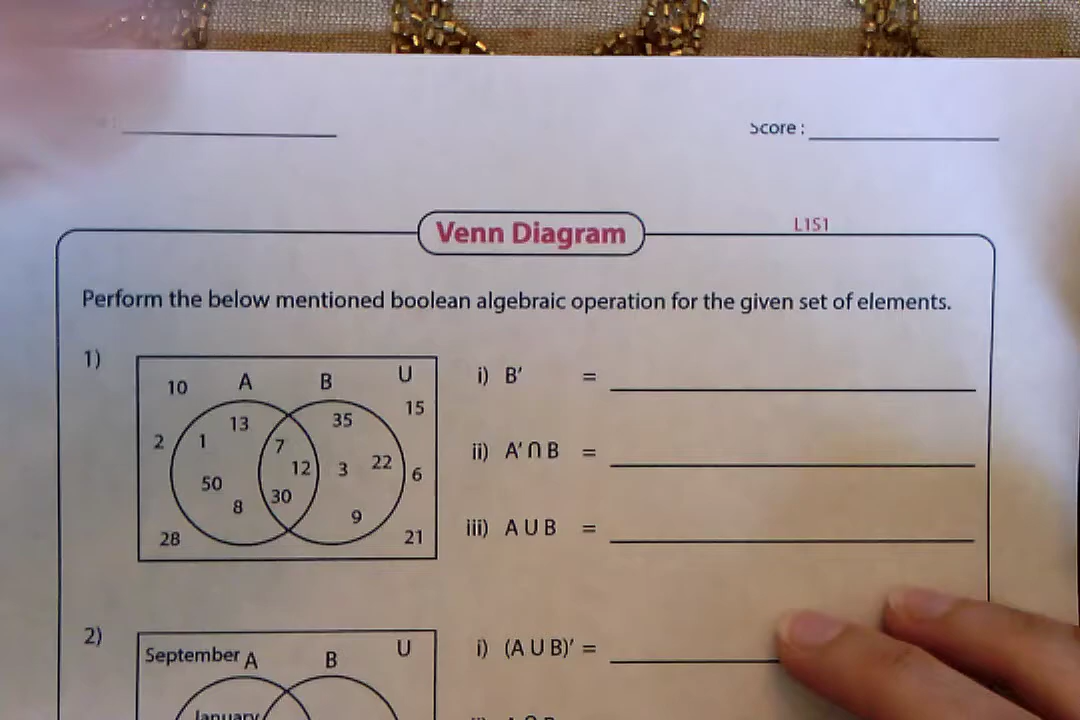 Score :
Venn Diagram
L1S1
Perform the below mentioned boolean algebraic operation for the given set of elements.
1)
10 A B U
15
13 35
2 1 7
12 3 22 6
50 30
8 9
28 21
i) B′ =
ii) A′ ∩ B =
iii) A ∪ B =
2)
September A B U
January
i) (A ∪ B)′ =